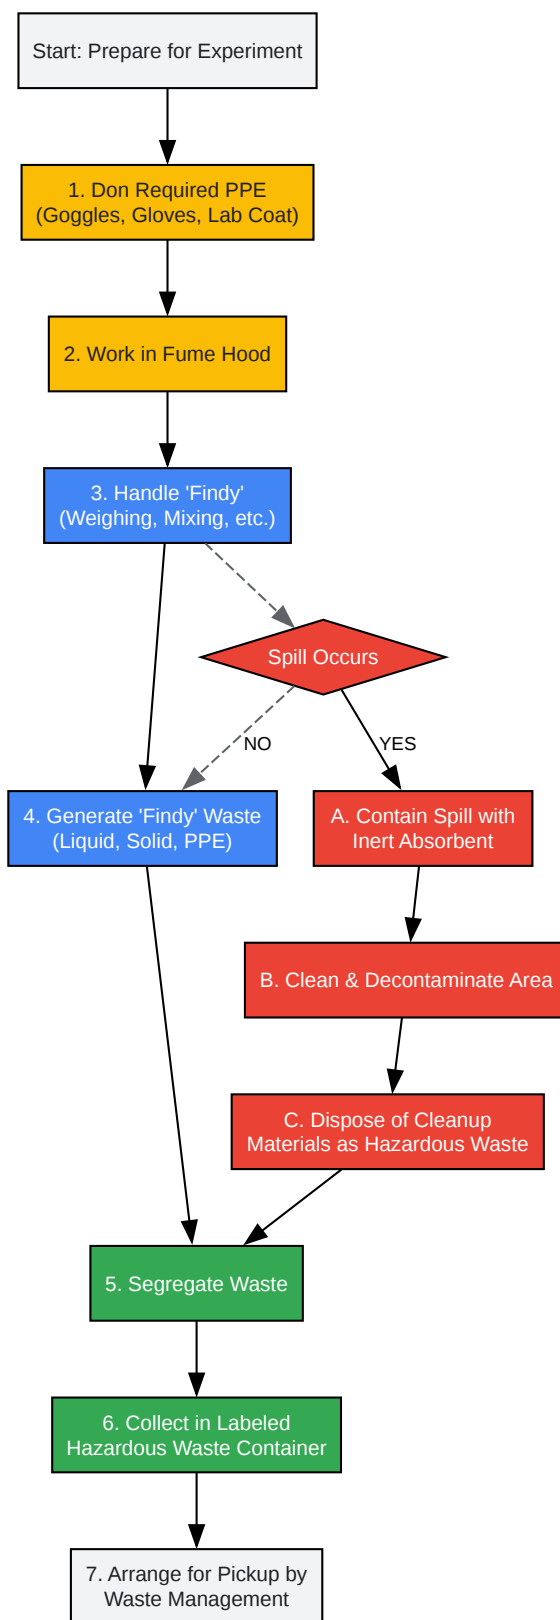 Start: Prepare for Experiment
1. Don Required PPE
(Goggles, Gloves, Lab Coat)
2. Work in Fume Hood
3. Handle 'Findy'
(Weighing, Mixing, etc.)
Spill Occurs
NO
YES
4. Generate 'Findy' Waste
(Liquid, Solid, PPE)
A. Contain Spill with
Inert Absorbent
B. Clean & Decontaminate Area
C. Dispose of Cleanup
Materials as Hazardous Waste
5. Segregate Waste
6. Collect in Labeled
Hazardous Waste Container
7. Arrange for Pickup by
Waste Management